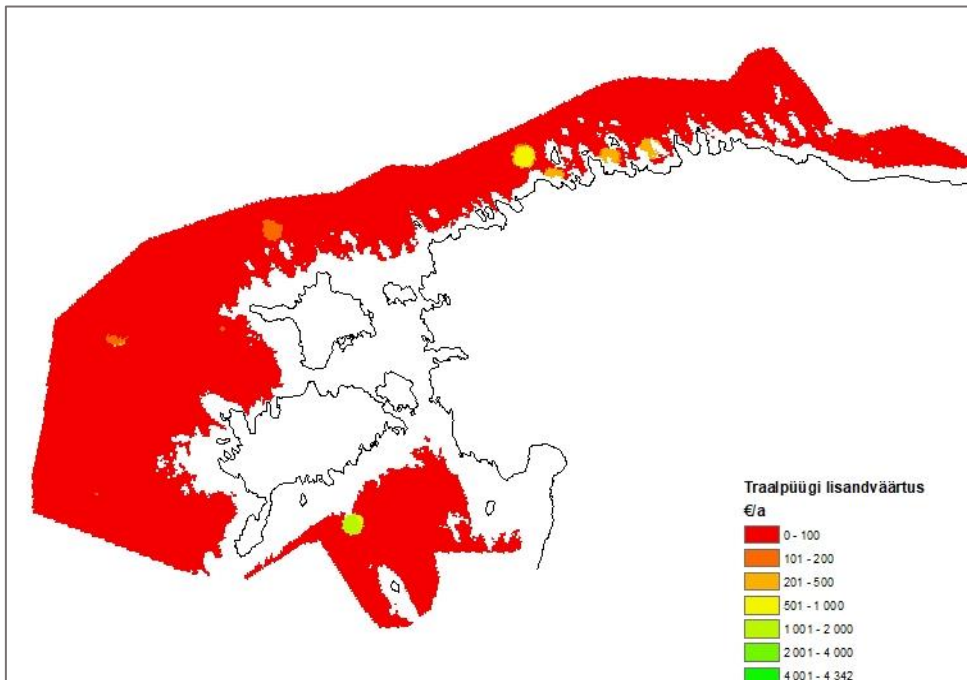 Traalpüügi lisandväärtus
€/a
0 - 100
101 - 200
201 - 500
501 - 1 000
1 001 - 2 000
2 001 - 4 000
4 001 - 4 342